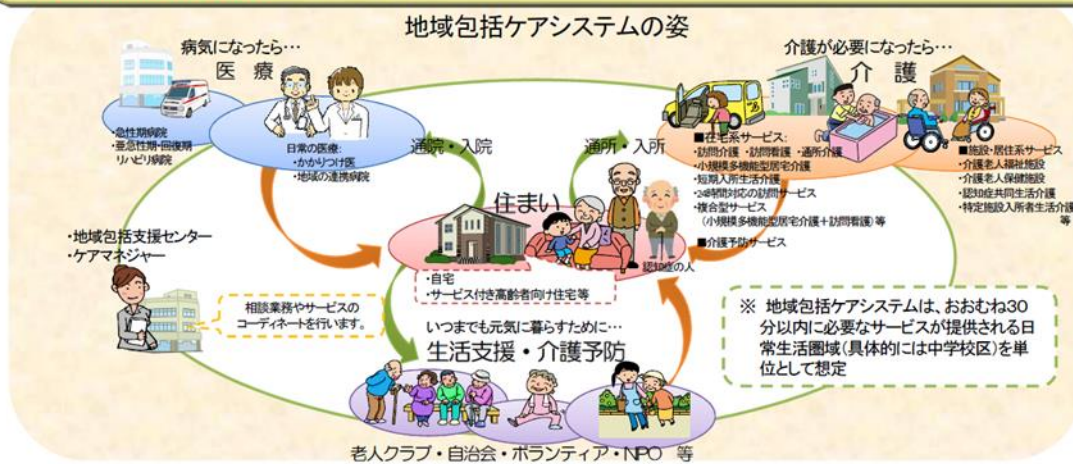 地域包括ケアシステムの姿
病気になったら…
医　療
・急性期病院
・亜急性期・回復期
リハビリ病院
日常の医療:
・かかりつけ医
・地域の連携病院
通院・入院
介護が必要になったら…
介　護
通所・入所
■在宅系サービス:
・訪問介護・訪問看護・通所介護
・小規模多機能型居宅介護
・短期入所生活介護
・24時間対応の訪問サービス
・複合型サービス
(小規模多機能型居宅介護+訪問看護)等
■介護予防サービス
■施設・居住系サービス
・介護老人福祉施設
・介護老人保健施設
・認知症共同生活介護
・特定施設入所者生活介護
等
住まい
認知症の人
・自宅
・サービス付き高齢者向け住宅等
・地域包括支援センター
・ケアマネジャー
相談業務やサービスの
コーディネートを行います。
いつまでも元気に暮らすために…
生活支援・介護予防
老人クラブ・自治会・ボランティア・NPO　等
※　地域包括ケアシステムは、おおむね30
分以内に必要なサービスが提供される日
常生活圏域(具体的には中学校区)を単
位として想定